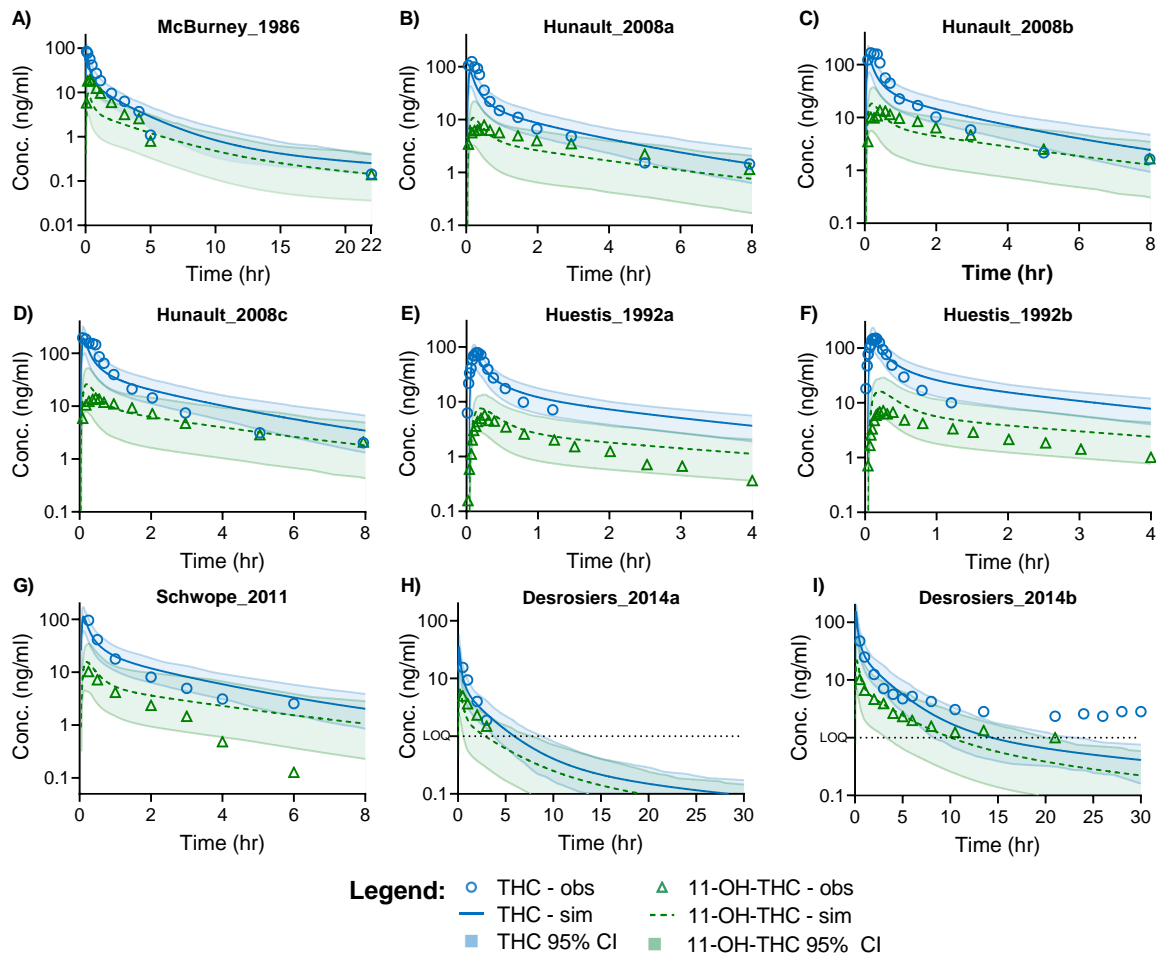 A)
McBurney_1986
Conc. (ng/ml)
100
10
1
0.1
0.01
0
5
10
15
20
22
Time (hr)
B)
Hunault_2008a
Conc. (ng/ml)
1000
100
10
1
0.1
0
2
4
6
8
Time (hr)
C)
Hunault_2008b
Conc. (ng/ml)
1000
100
10
1
0.1
0
2
4
6
8
Time (hr)
D)
Hunault_2008c
Conc. (ng/ml)
100
10
1
0.1
0
2
4
6
8
Time (hr)
E)
Huestis_1992a
Conc. (ng/ml)
1000
100
10
1
0.1
0
1
2
3
4
Time (hr)
F)
Huestis_1992b
Conc. (ng/ml)
100
10
1
0.1
0
1
2
3
4
Time (hr)
G)
Schwope_2011
Conc. (ng/ml)
100
10
1
0.1
0
2
4
6
8
Time (hr)
H)
Desrosiers_2014a
Conc. (ng/ml)
100
10
LOQ
0.1
0
5
10
15
20
25
30
Time (hr)
I)
Desrosiers_2014b
Conc. (ng/ml)
100
10
LOQ
0.1
0
5
10
15
20
25
30
Time (hr)
Legend:
THC - obs
11-OH-THC - obs
THC - sim
11-OH-THC - sim
THC 95% CI
11-OH-THC 95% CI